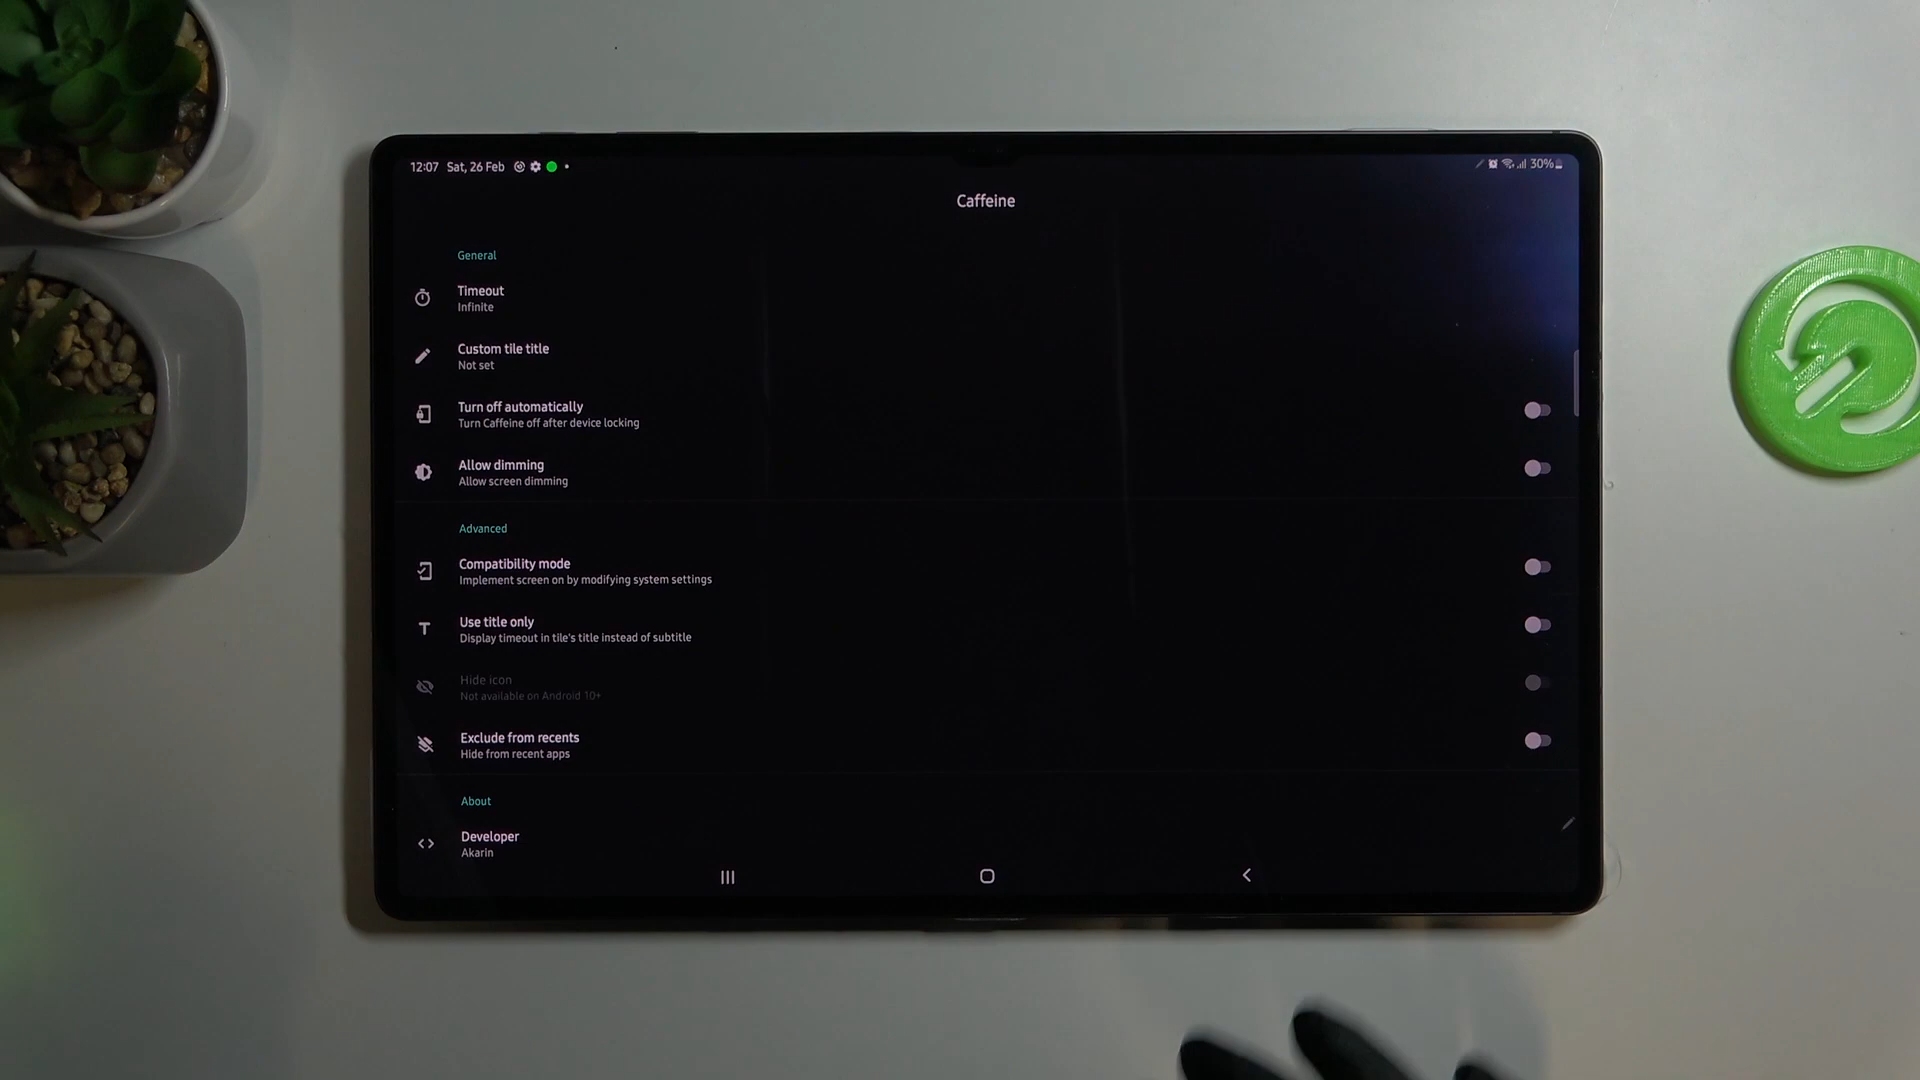 12:07 Sat, 26 Feb
30%
Caffeine
General
Timeout
Infinite
Custom tile title
Not set
Turn off automatically
Turn Caffeine off after device locking
Allow dimming
Allow screen dimming
Advanced
Compatibility mode
Implement screen on by modifying system settings
Use title only
Display timeout in tile's title instead of subtitle
Hide icon
Not available on Android 10+
Exclude from recents
Hide from recent apps
About
Developer
Akarin